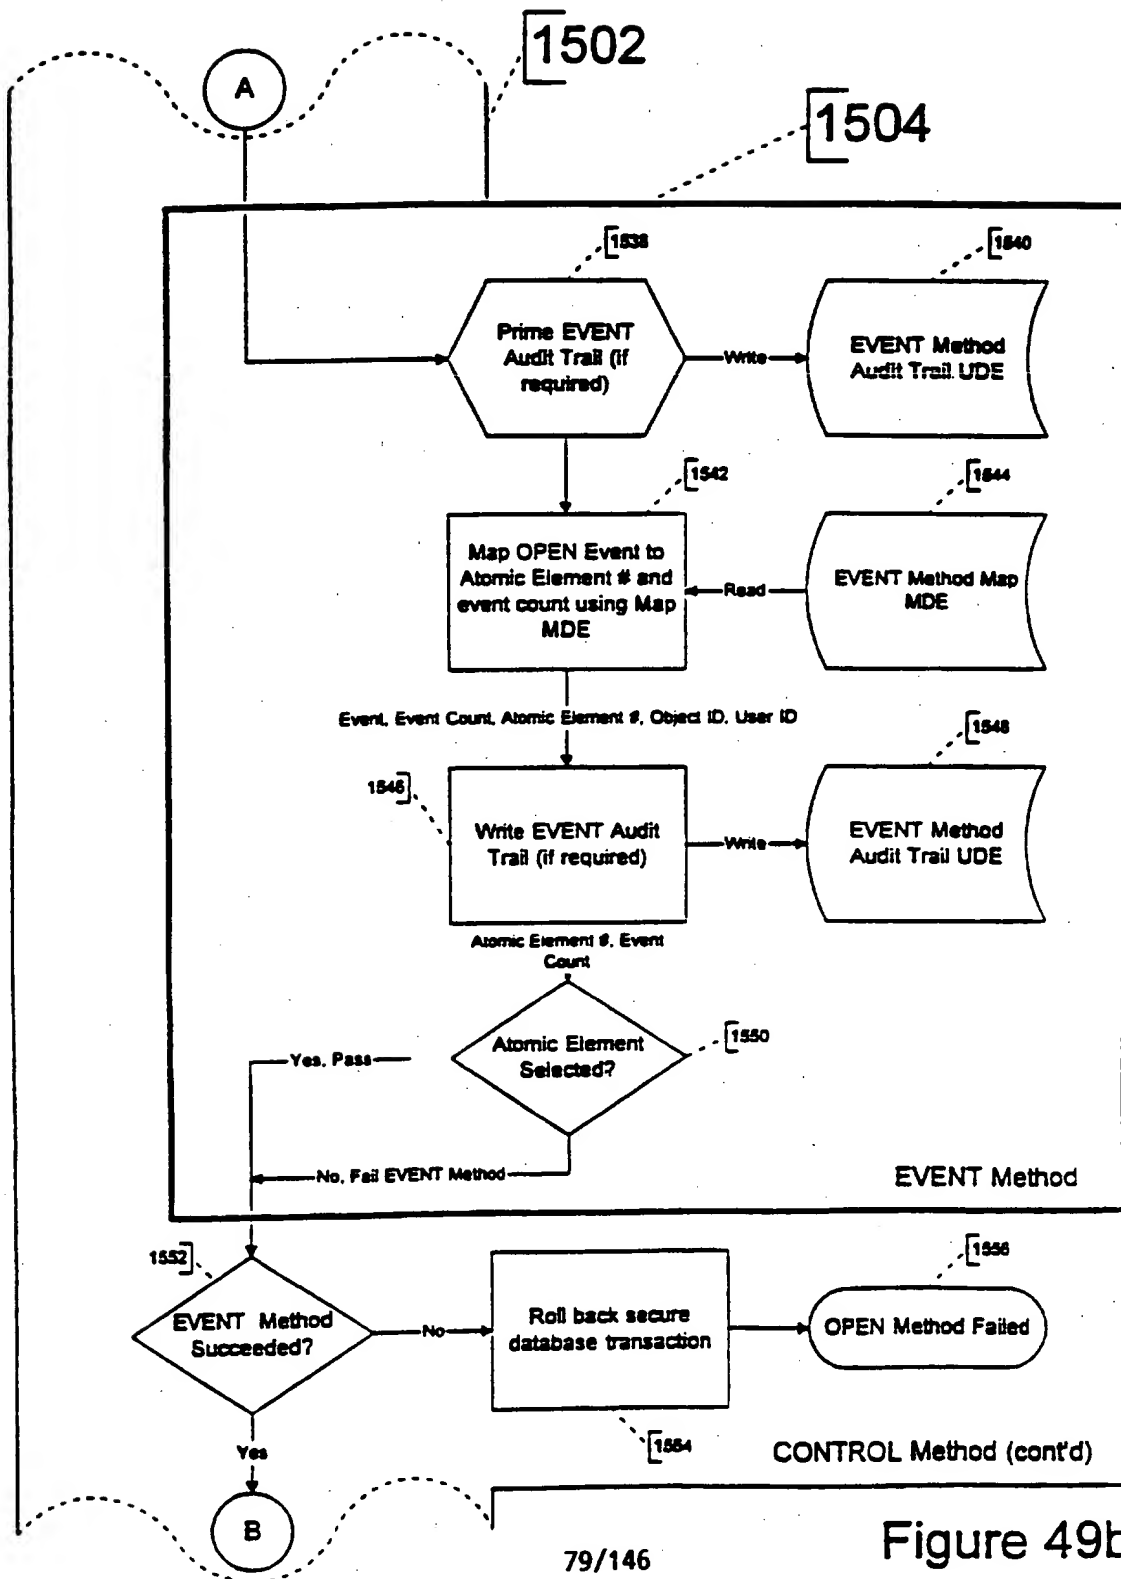 1502
A
1504
1538
1540
Prime EVENT
Audit Trail (if
required)
Write
EVENT Method
Audit Trail UDE
1542
1544
Map OPEN Event to
Atomic Element # and
event count using Map
MDE
Read
EVENT Method Map
MDE
Event, Event Count, Atomic Element #, Object ID, User ID
1548
1546
Write EVENT Audit
Trail (if required)
Write
EVENT Method
Audit Trail UDE
Atomic Element #, Event
Count
1550
Atomic Element
Selected?
Yes, Pass
No, Fail EVENT Method
EVENT Method
1552
1556
EVENT Method
Succeeded?
No
Roll back secure
database transaction
OPEN Method Failed
1554
Yes
CONTROL Method (cont'd)
B
Figure 49b
79/146